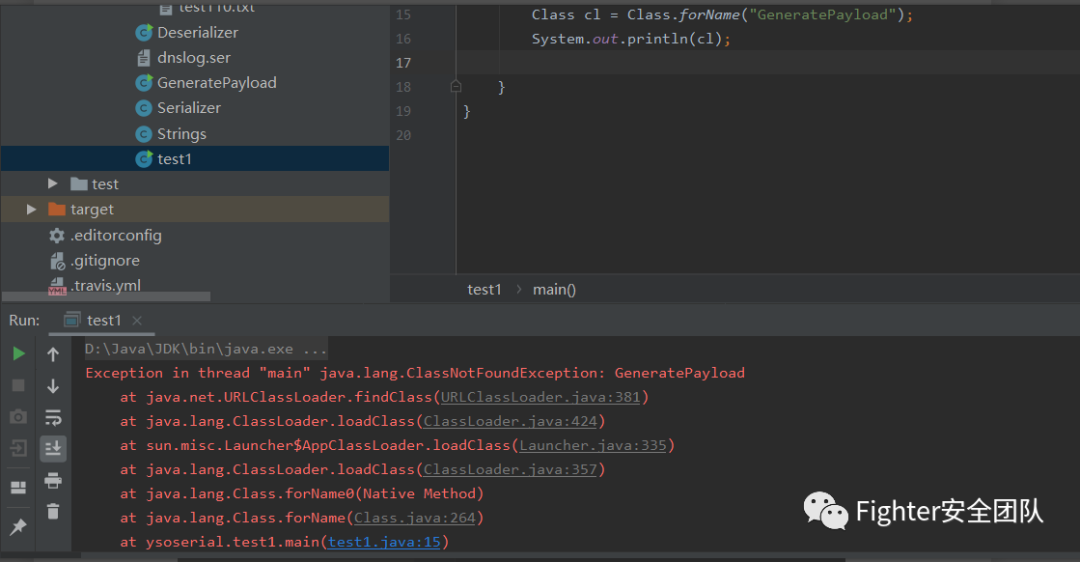 test110.txt
Deserializer
dnslog.ser
GeneratePayload
Serializer
Strings
test1
test
target
.editorconfig
.gitignore
.travis.yml
15 Class cl = Class.forName("GeneratePayload");
16 System.out.println(cl);
17
18 }
19 }
20
test1 › main()
Run: test1 ×
D:\Java\JDK\bin\java.exe ...
Exception in thread "main" java.lang.ClassNotFoundException: GeneratePayload
at java.net.URLClassLoader.findClass(URLClassLoader.java:381)
at java.lang.ClassLoader.loadClass(ClassLoader.java:424)
at sun.misc.Launcher$AppClassLoader.loadClass(Launcher.java:335)
at java.lang.ClassLoader.loadClass(ClassLoader.java:357)
at java.lang.Class.forName0(Native Method)
at java.lang.Class.forName(Class.java:264)
at ysoserial.test1.main(test1.java:15)
Fighter安全团队